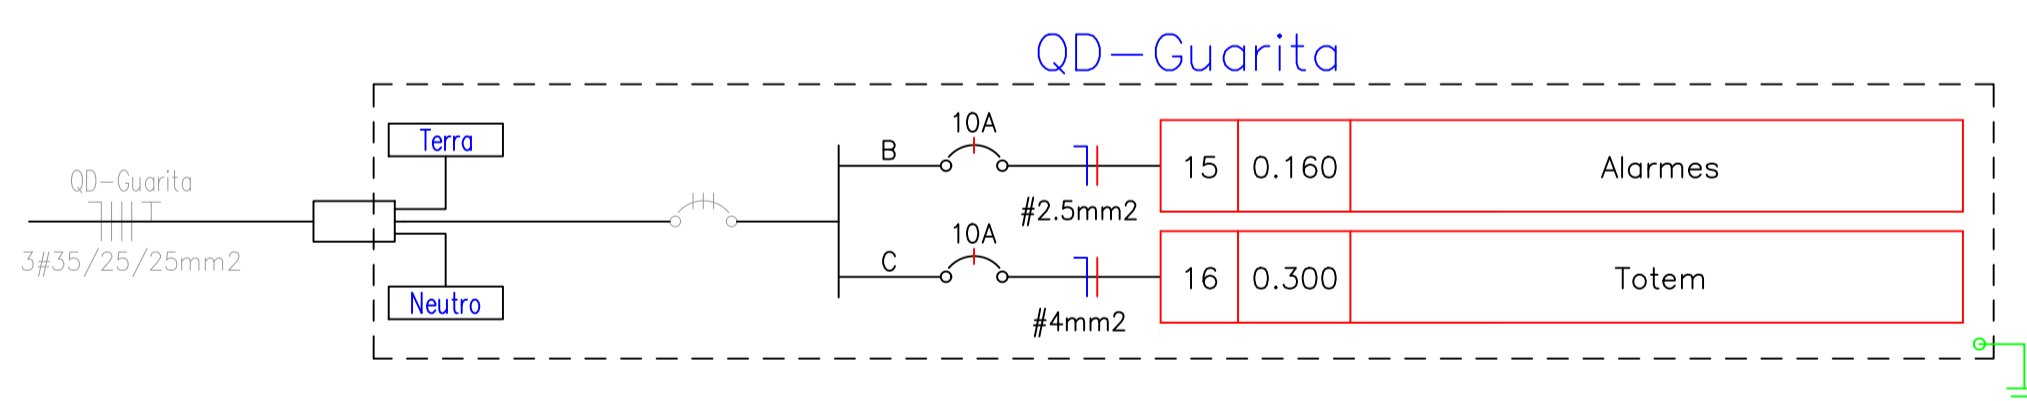 QD-Guarita
Terra
QD-Guarita
3#35/25/25mm2
Neutro
B
10A
#2.5mm2
15 0.160 Alarmes
C
10A
#4mm2
16 0.300 Totem